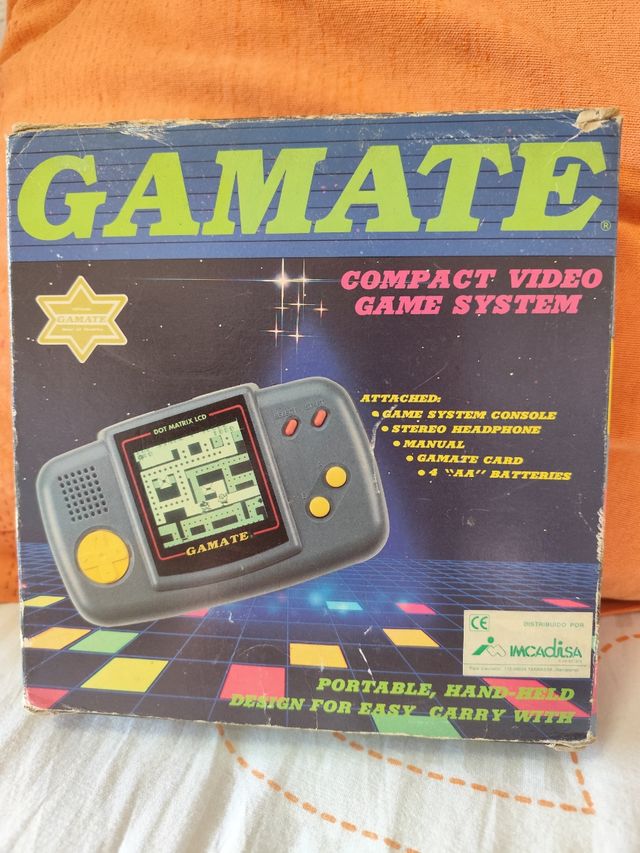 GAMATE®
COMPACT VIDEO
GAME SYSTEM
GAMATE
ATTACHED:
• GAME SYSTEM CONSOLE
• STEREO HEADPHONE
• MANUAL
• GAMATE CARD
• 4 "AA" BATTERIES
DOT MATRIX LCD
GAMATE
CE
DISTRIBUIDO POR
IMCADISA
PORTABLE, HAND-HELD
DESIGN FOR EASY CARRY WITH